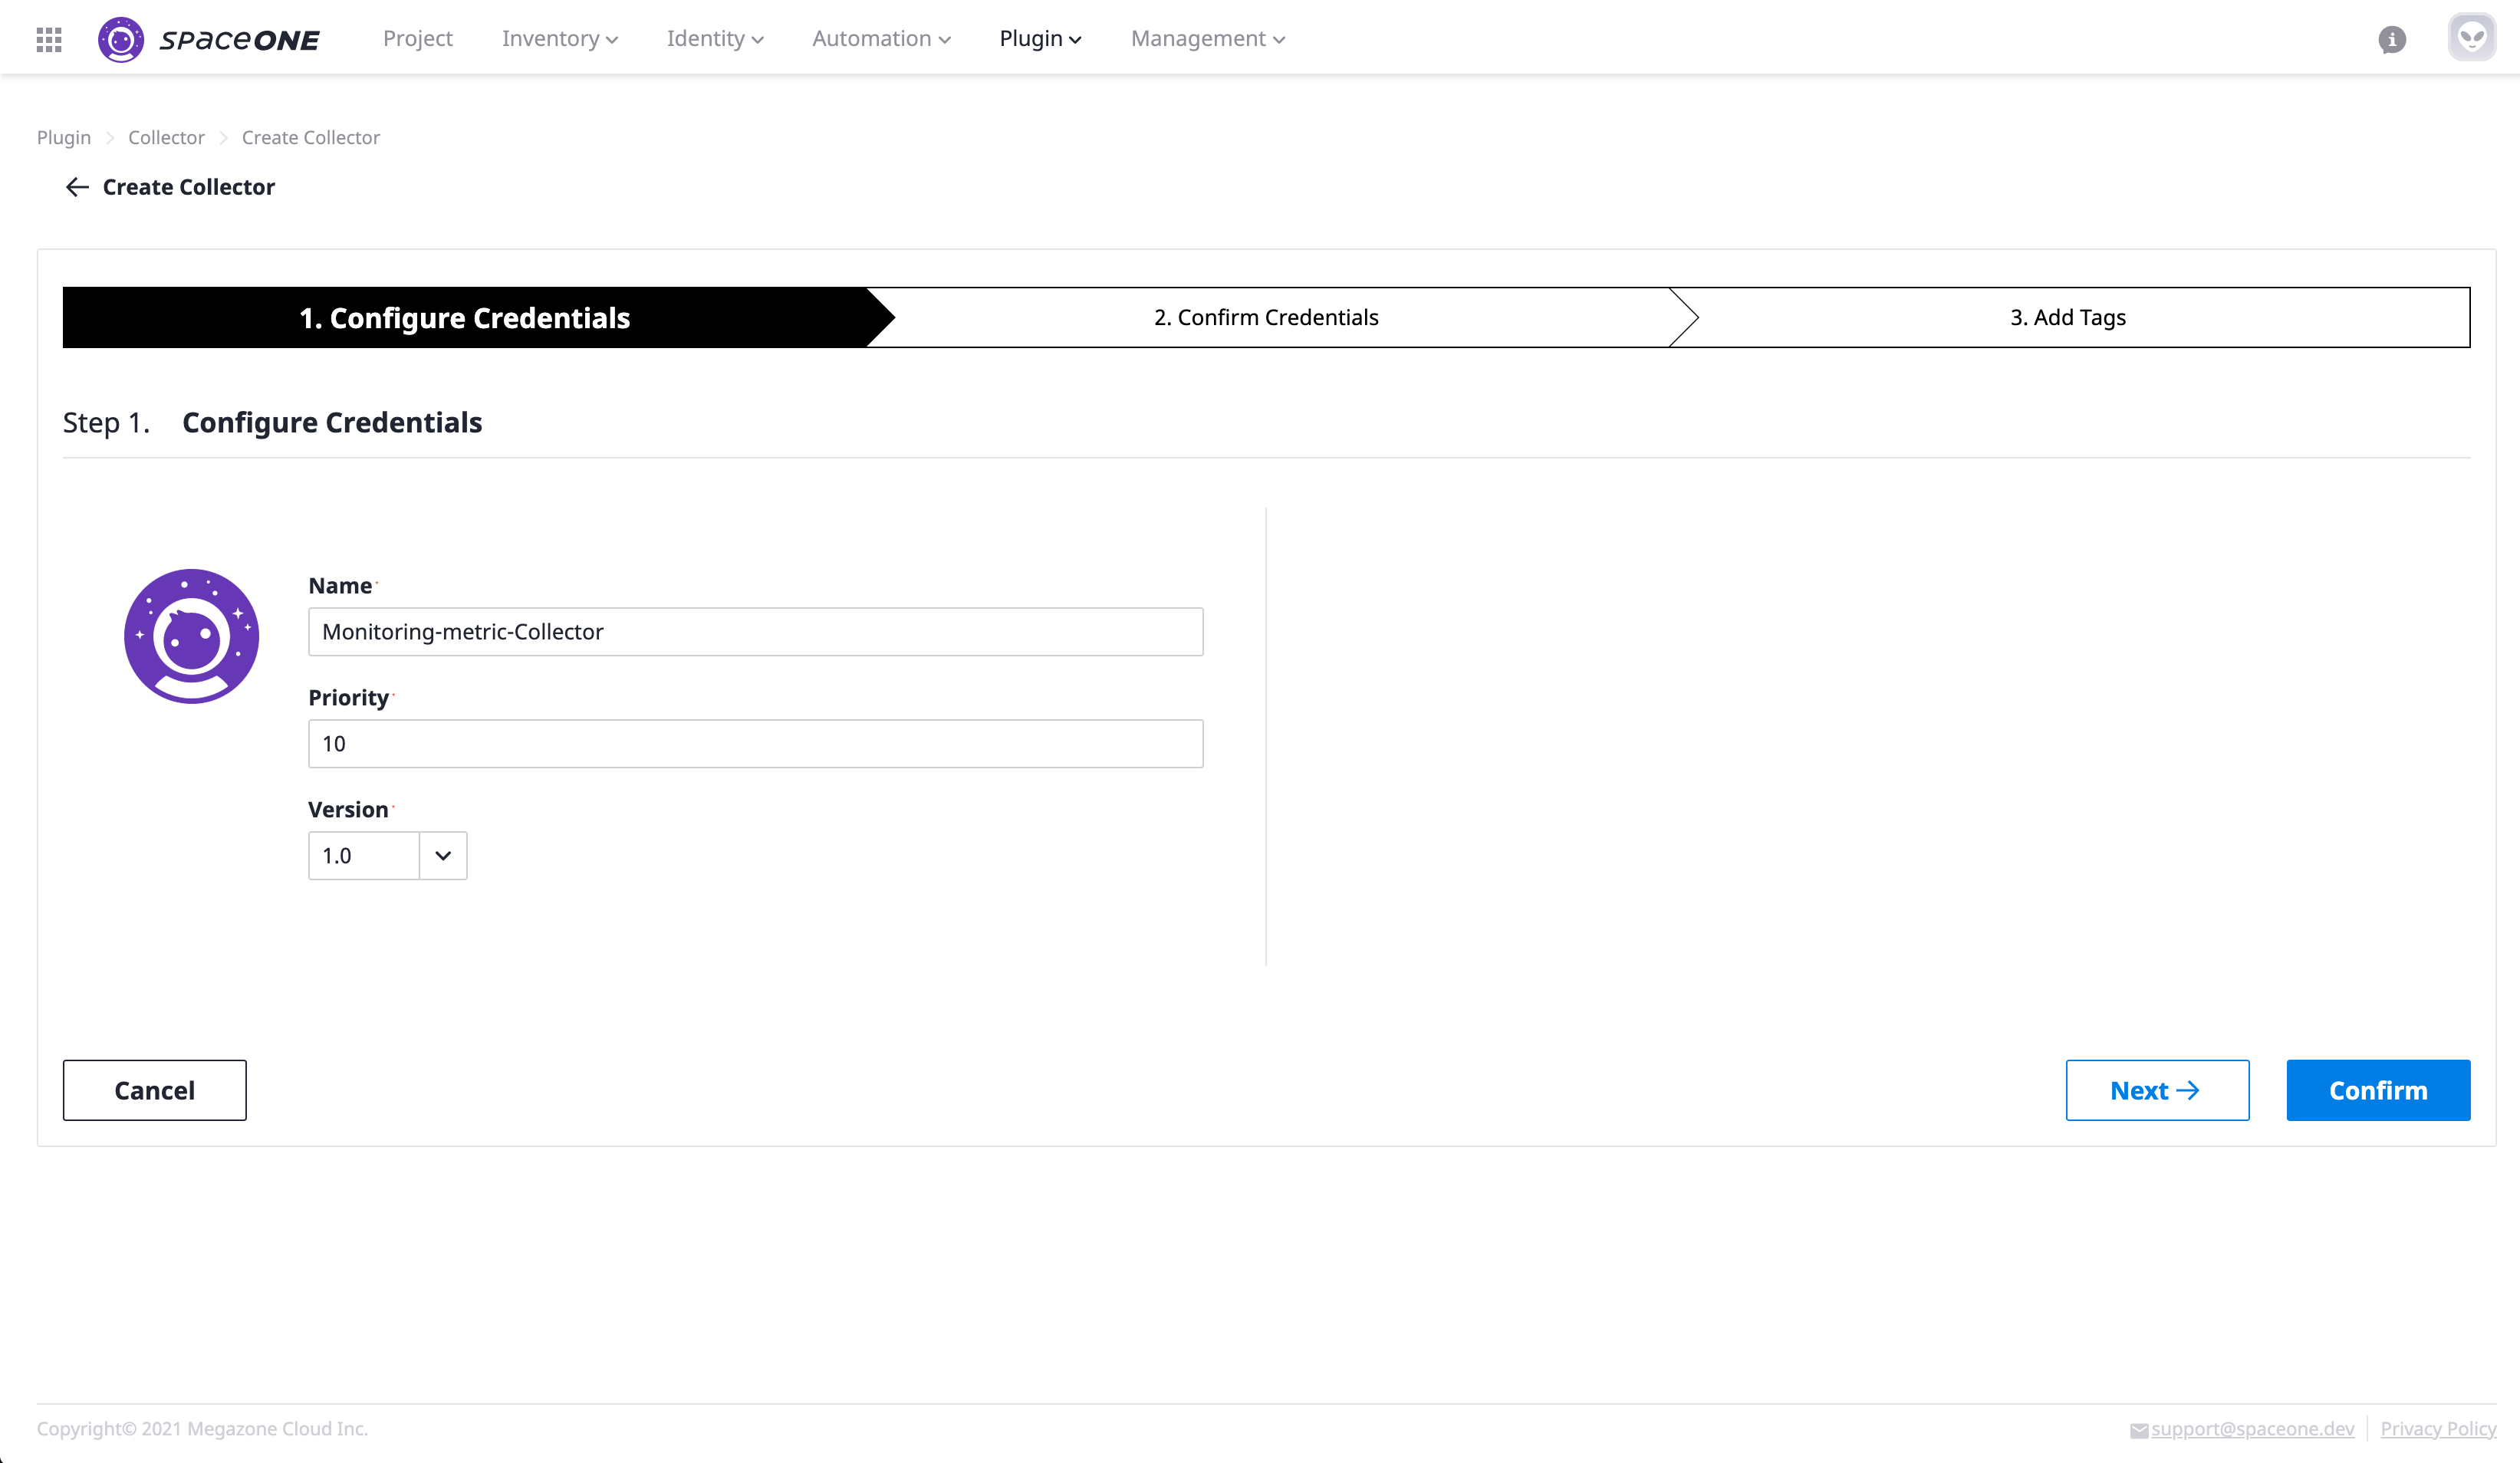 spaceONE Project Inventory Identity Automation Plugin Management
Plugin Collector Create Collector
Create Collector
1. Configure Credentials 2. Confirm Credentials 3. Add Tags
Step 1. Configure Credentials
Name
Monitoring-metric-Collector
Priority
10
Version
1.0
Cancel Next Confirm
Copyright© 2021 Megazone Cloud Inc. support@spaceone.dev Privacy Policy